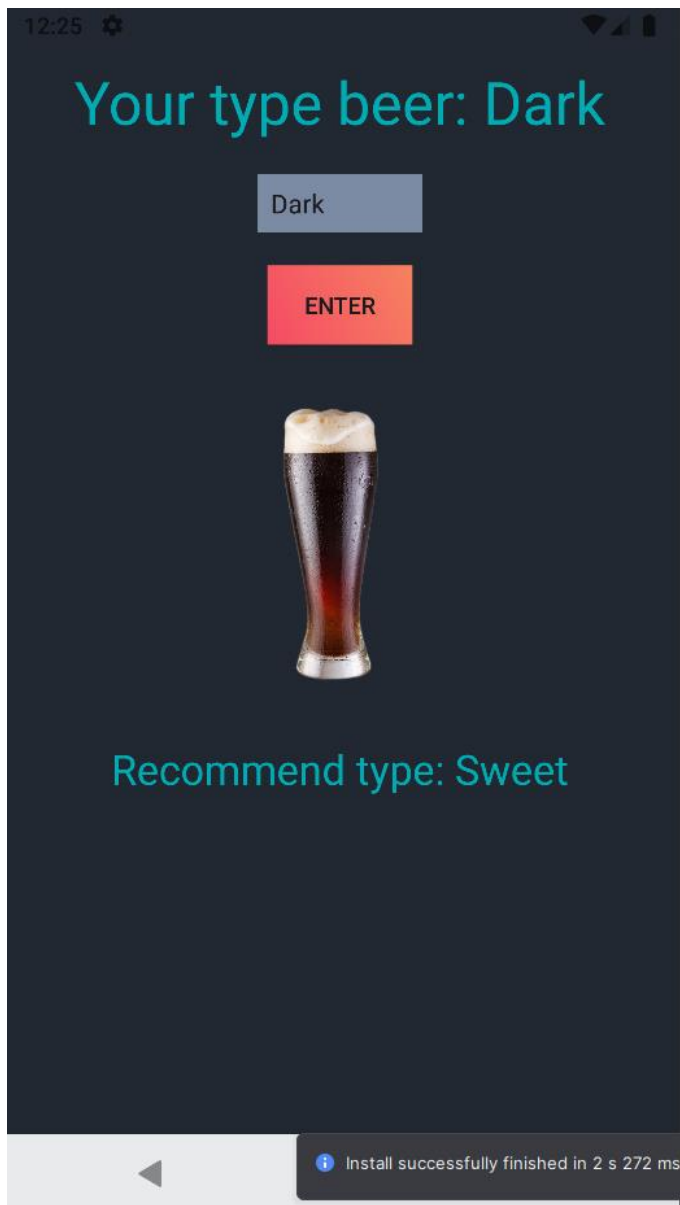 12:25
Your type beer: Dark
Dark
ENTER
Recommend type: Sweet
Install successfully finished in 2 s 272 ms